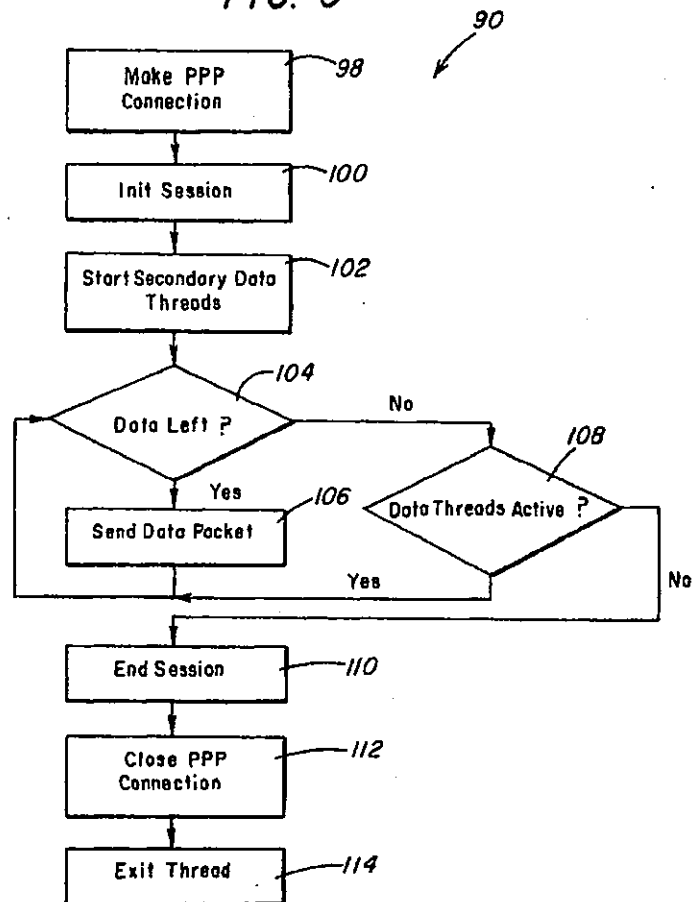 90
Make PPP
Connection
98
Init Session
100
Start Secondary Data
Threads
102
Data Left ?
104
No
108
Yes
106
Send Data Packet
Data Threads Active ?
Yes
No
End Session
110
Close PPP
Connection
112
Exit Thread
114